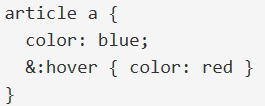 article a {
  color: blue;
  &:hover { color: red }
}